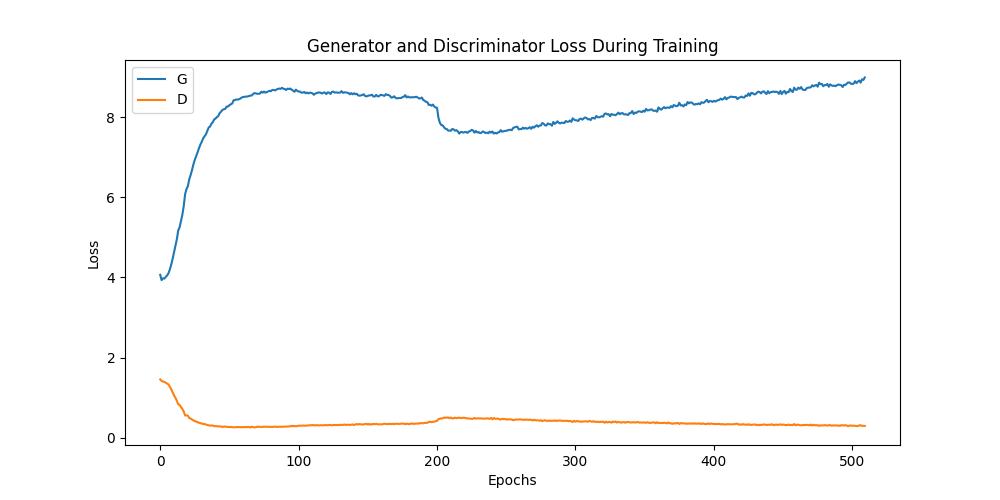 Generator and Discriminator Loss During Training
G
D
8
6
4
2
0
Loss
0 100 200 300 400 500
Epochs